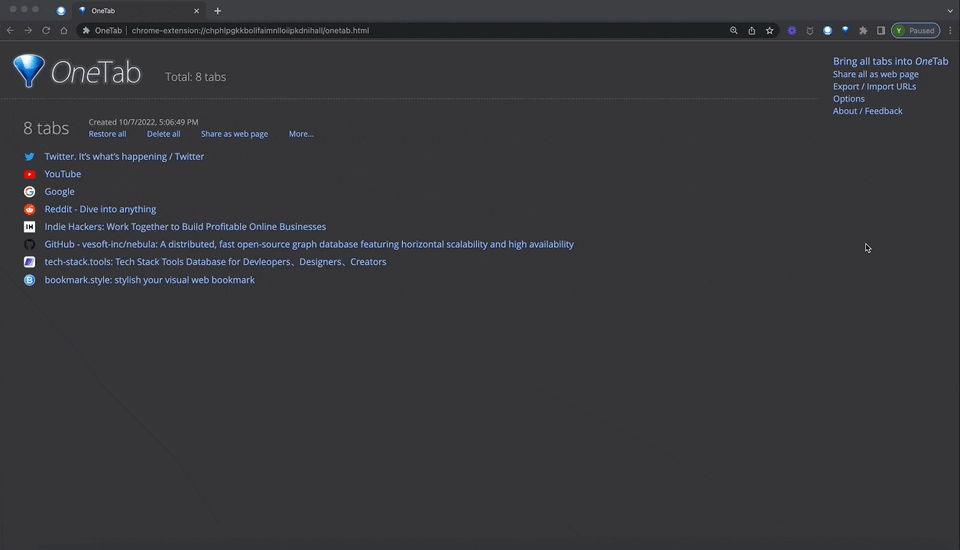 OneTab
OneTab | chrome-extension://chphlpgkkbolifaimnlloiipkdnihall/onetab.html
Y Paused
OneTab
Total: 8 tabs
Bring all tabs into OneTab
Share all as web page
Export / Import URLs
Options
About / Feedback
8 tabs
Created 10/7/2022, 5:06:49 PM
Restore all Delete all Share as web page More...
Twitter. It's what's happening / Twitter
YouTube
Google
Reddit - Dive into anything
IH Indie Hackers: Work Together to Build Profitable Online Businesses
GitHub - vesoft-inc/nebula: A distributed, fast open-source graph database featuring horizontal scalability and high availability
tech-stack.tools: Tech Stack Tools Database for Devleopers、Designers、Creators
bookmark.style: stylish your visual web bookmark